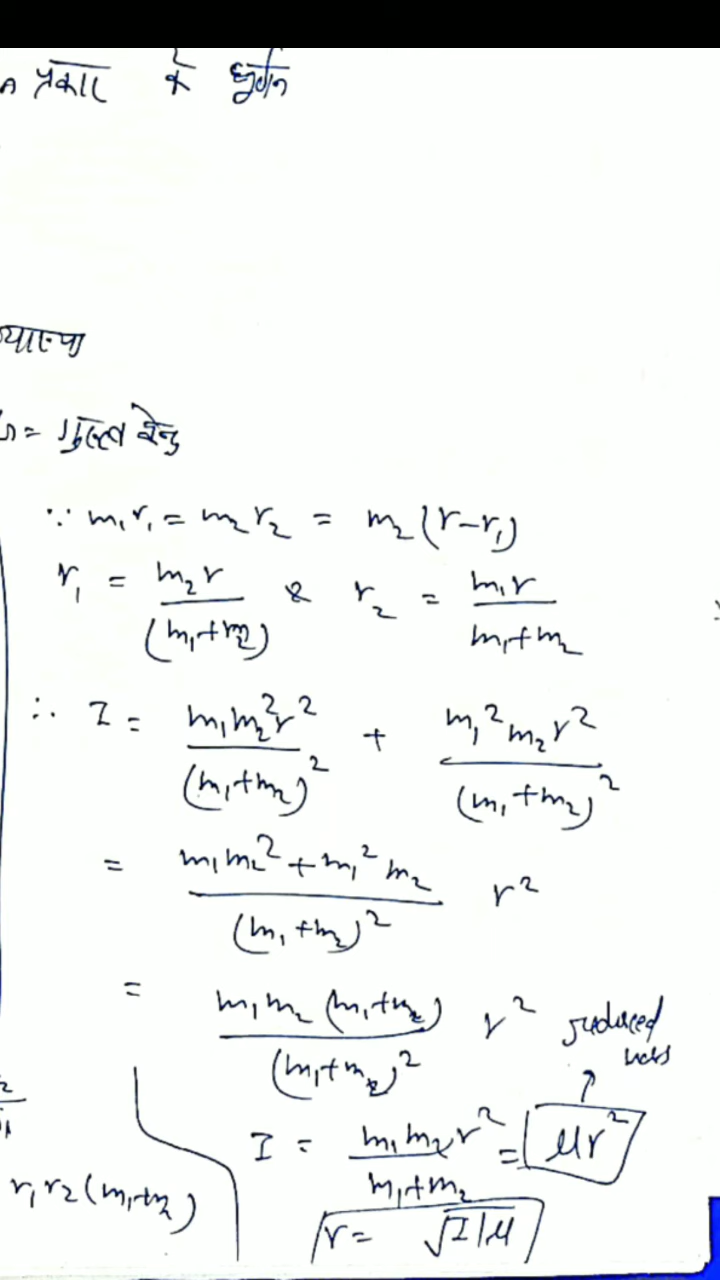 प्रकार के घुर्णन
= गुरुत्व केन्द्र
∵ m₁r₁ = m₂r₂ = m₂(r-r₁)
r₁ = m₂r/(m₁+m₂) & r₂ = m₁r/m₁+m₂
∴ I = m₁m₂²r²/(m₁+m₂)² + m₁²m₂r²/(m₁+m₂)²
= m₁m₂²+m₁²m₂/(m₁+m₂)² r²
= m₁m₂(m₁+m₂)/(m₁+m₂)² r² reduced
I = m₁m₂r²/m₁+m₂ = μr²
r₁r₂(m₁+m₂)
r = √I/μ